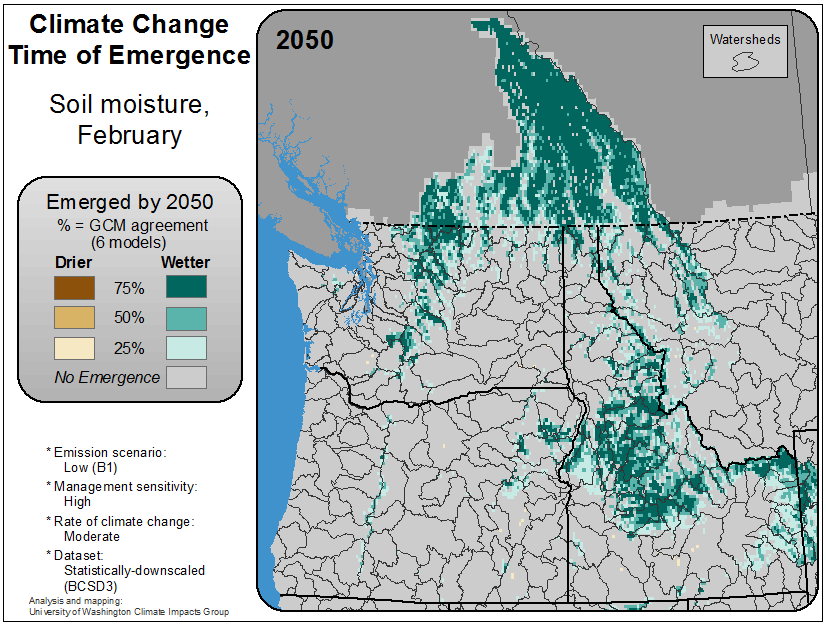 Climate Change
Time of Emergence
Soil moisture,
February
Emerged by 2050
% = GCM agreement
(6 models)
Drier
Wetter
75%
50%
25%
No Emergence
* Emission scenario:
Low (B1)
* Management sensitivity:
High
* Rate of climate change:
Moderate
* Dataset:
Statistically-downscaled
(BCSD3)
Analysis and mapping:
University of Washington Climate Impacts Group
2050
Watersheds